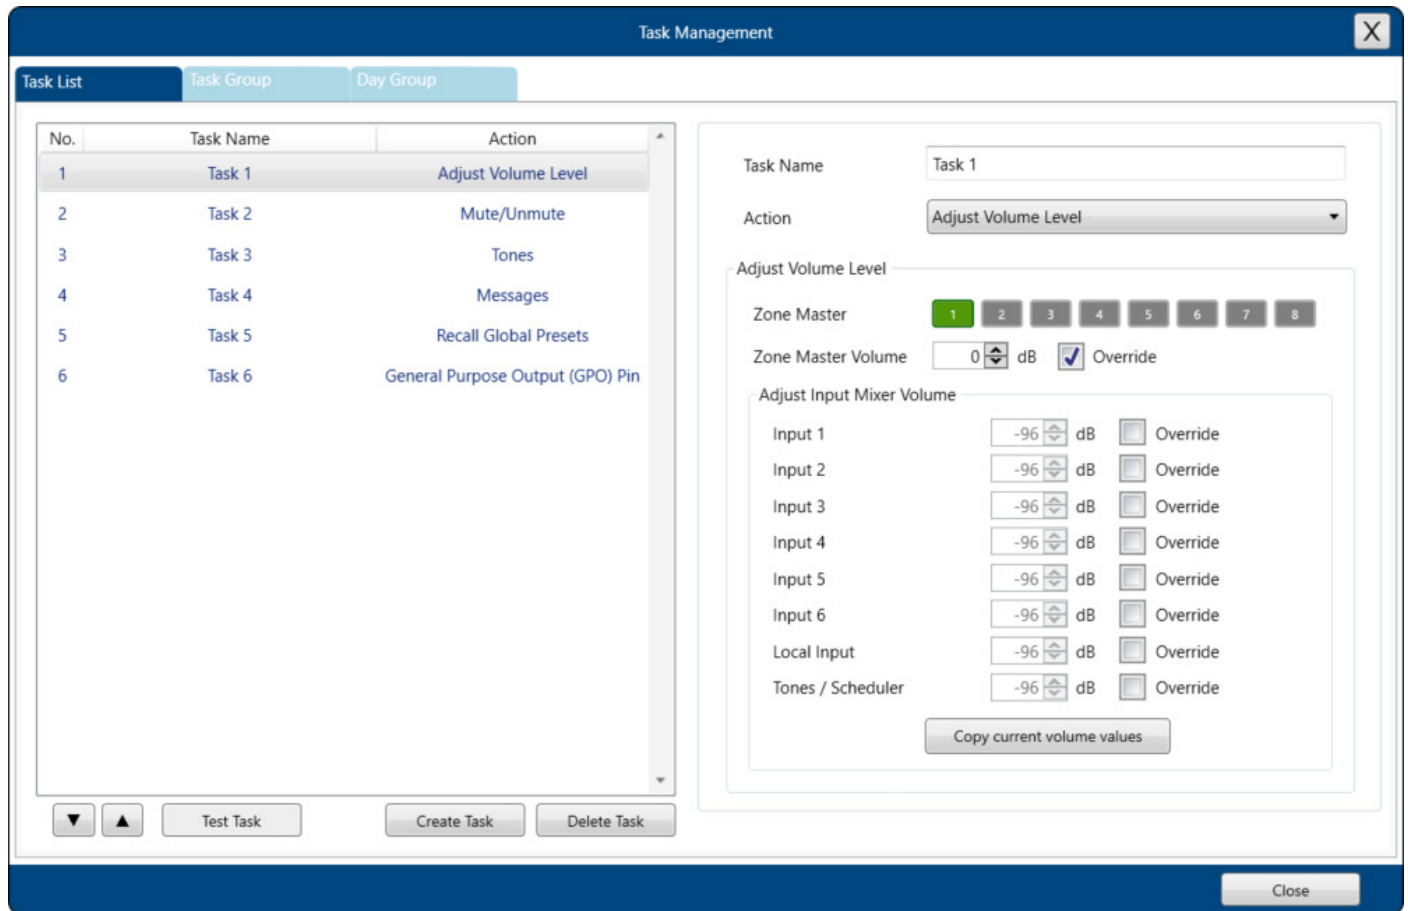 Task Management
X
Task List Task Group Day Group
No. Task Name Action
1 Task 1 Adjust Volume Level
2 Task 2 Mute/Unmute
3 Task 3 Tones
4 Task 4 Messages
5 Task 5 Recall Global Presets
6 Task 6 General Purpose Output (GPO) Pin
Test Task Create Task Delete Task
Task Name Task 1
Action Adjust Volume Level
Adjust Volume Level
Zone Master 1 2 3 4 5 6 7 8
Zone Master Volume 0 dB Override
Adjust Input Mixer Volume
Input 1 -96 dB Override
Input 2 -96 dB Override
Input 3 -96 dB Override
Input 4 -96 dB Override
Input 5 -96 dB Override
Input 6 -96 dB Override
Local Input -96 dB Override
Tones / Scheduler -96 dB Override
Copy current volume values
Close